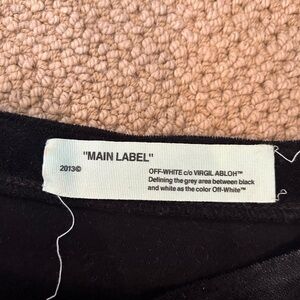 "MAIN LABEL"
2013©
OFF-WHITE c/o VIRGIL ABLOH™
Defining the grey area between black
and white as the color Off-White™